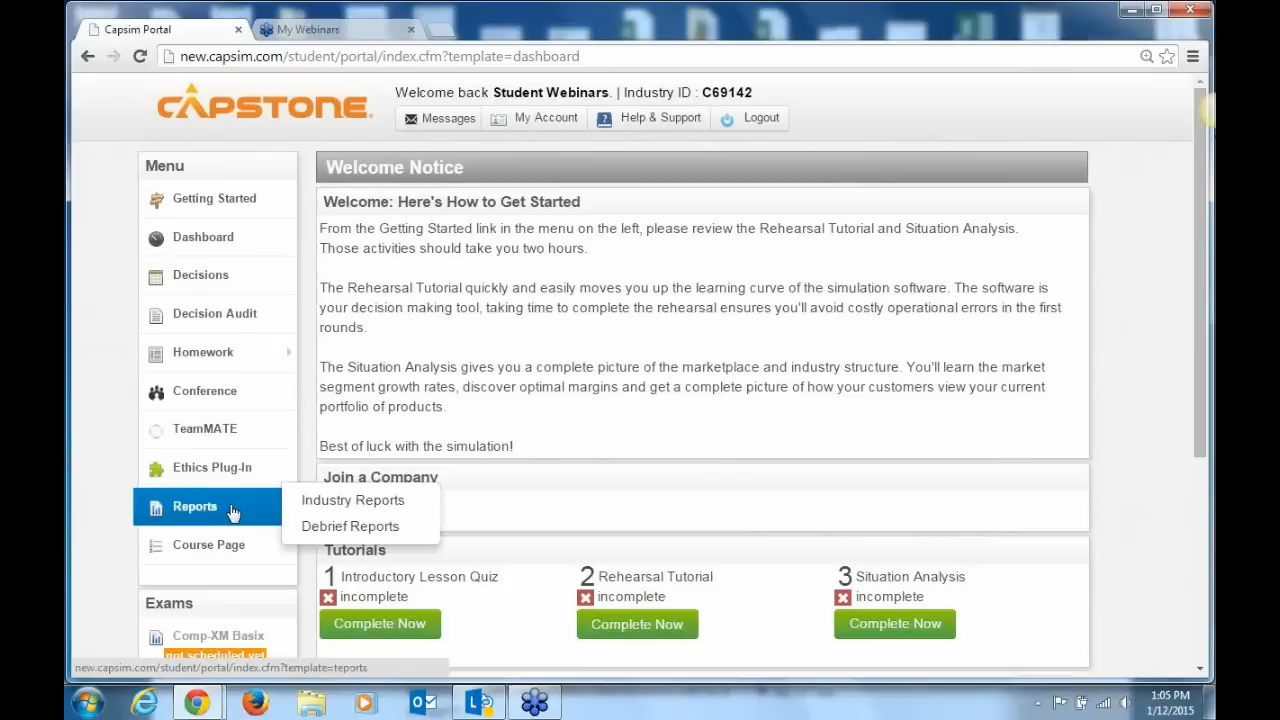 Capsim Portal
My Webinars
new.capsim.com/student/portal/index.cfm?template=dashboard
CAPSTONE
Welcome back Student Webinars. | Industry ID : C69142
Messages
My Account
Help & Support
Logout
Menu
Getting Started
Dashboard
Decisions
Decision Audit
Homework
Conference
TeamMATE
Ethics Plug-In
Reports
Course Page
Industry Reports
Debrief Reports
Exams
Comp-XM Basix
not scheduled yet
Welcome Notice
Welcome: Here's How to Get Started
From the Getting Started link in the menu on the left, please review the Rehearsal Tutorial and Situation Analysis.
Those activities should take you two hours.
The Rehearsal Tutorial quickly and easily moves you up the learning curve of the simulation software. The software is
your decision making tool, taking time to complete the rehearsal ensures you'll avoid costly operational errors in the first
rounds.
The Situation Analysis gives you a complete picture of the marketplace and industry structure. You'll learn the market
segment growth rates, discover optimal margins and get a complete picture of how your customers view your current
portfolio of products.
Best of luck with the simulation!
Join a Company
Tutorials
1 Introductory Lesson Quiz
incomplete
Complete Now
2 Rehearsal Tutorial
incomplete
Complete Now
3 Situation Analysis
incomplete
Complete Now
new.capsim.com/student/portal/index.cfm?template=reports
1:05 PM
1/12/2015